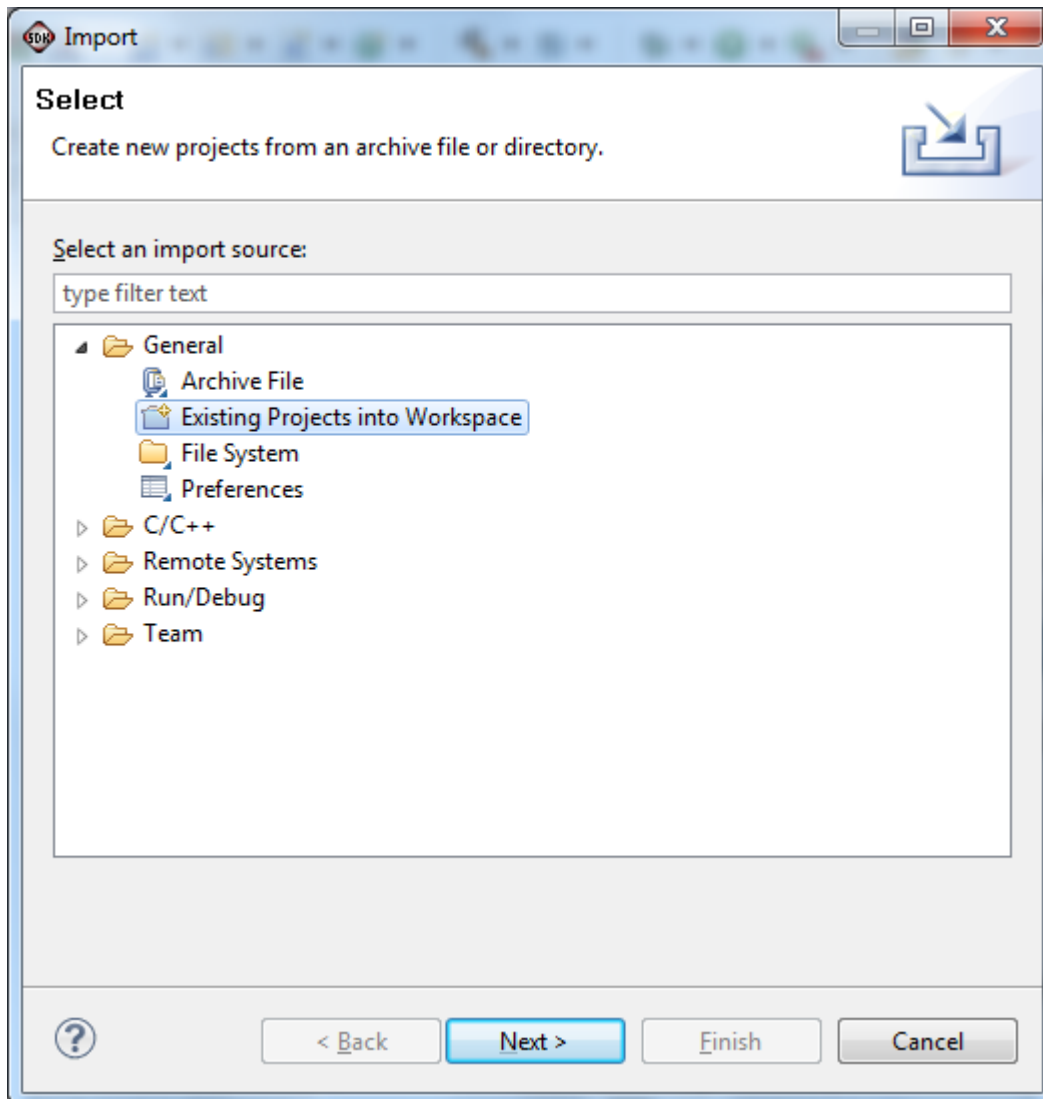 SDK Import
X
Select
Create new projects from an archive file or directory.
Select an import source:
type filter text
General
Archive File
Existing Projects into Workspace
File System
Preferences
C/C++
Remote Systems
Run/Debug
Team
? < Back Next > Finish Cancel